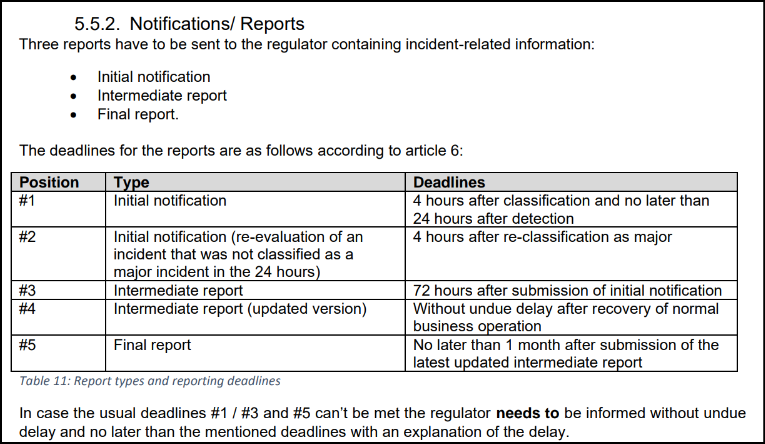 5.5.2. Notifications/ Reports
Three reports have to be sent to the regulator containing incident-related information:
• Initial notification
• Intermediate report
• Final report.
The deadlines for the reports are as follows according to article 6:
Position Type Deadlines
#1 Initial notification 4 hours after classification and no later than
24 hours after detection
#2 Initial notification (re-evaluation of an 4 hours after re-classification as major
incident that was not classified as a
major incident in the 24 hours)
#3 Intermediate report 72 hours after submission of initial notification
#4 Intermediate report (updated version) Without undue delay after recovery of normal
business operation
#5 Final report No later than 1 month after submission of the
latest updated intermediate report
Table 11: Report types and reporting deadlines
In case the usual deadlines #1 / #3 and #5 can’t be met the regulator needs to be informed without undue
delay and no later than the mentioned deadlines with an explanation of the delay.